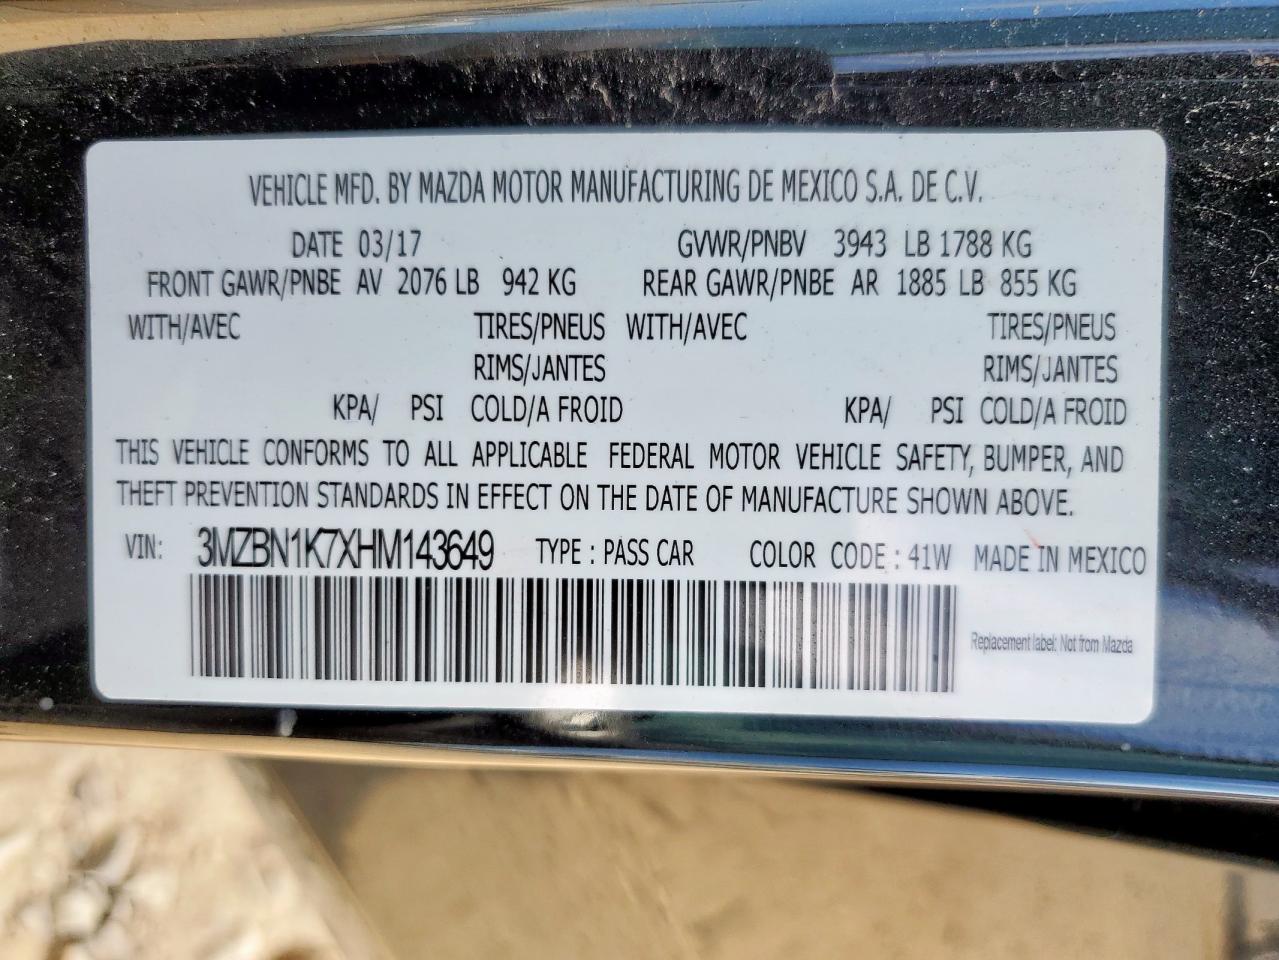 VEHICLE MFD. BY MAZDA MOTOR MANUFACTURING DE MEXICO S.A. DE C.V.
DATE 03/17 GVWR/PNBV 3943 LB 1788 KG
FRONT GAWR/PNBE AV 2076 LB 942 KG REAR GAWR/PNBE AR 1885 LB 855 KG
WITH/AVEC TIRES/PNEUS WITH/AVEC TIRES/PNEUS
RIMS/JANTES RIMS/JANTES
KPA/ PSI COLD/A FROID KPA/ PSI COLD/A FROID
THIS VEHICLE CONFORMS TO ALL APPLICABLE FEDERAL MOTOR VEHICLE SAFETY, BUMPER, AND
THEFT PREVENTION STANDARDS IN EFFECT ON THE DATE OF MANUFACTURE SHOWN ABOVE.
VIN: 3MZBN1K7XHM143649 TYPE : PASS CAR COLOR CODE : 41W MADE IN MEXICO
Replacement label: Not from Mazda